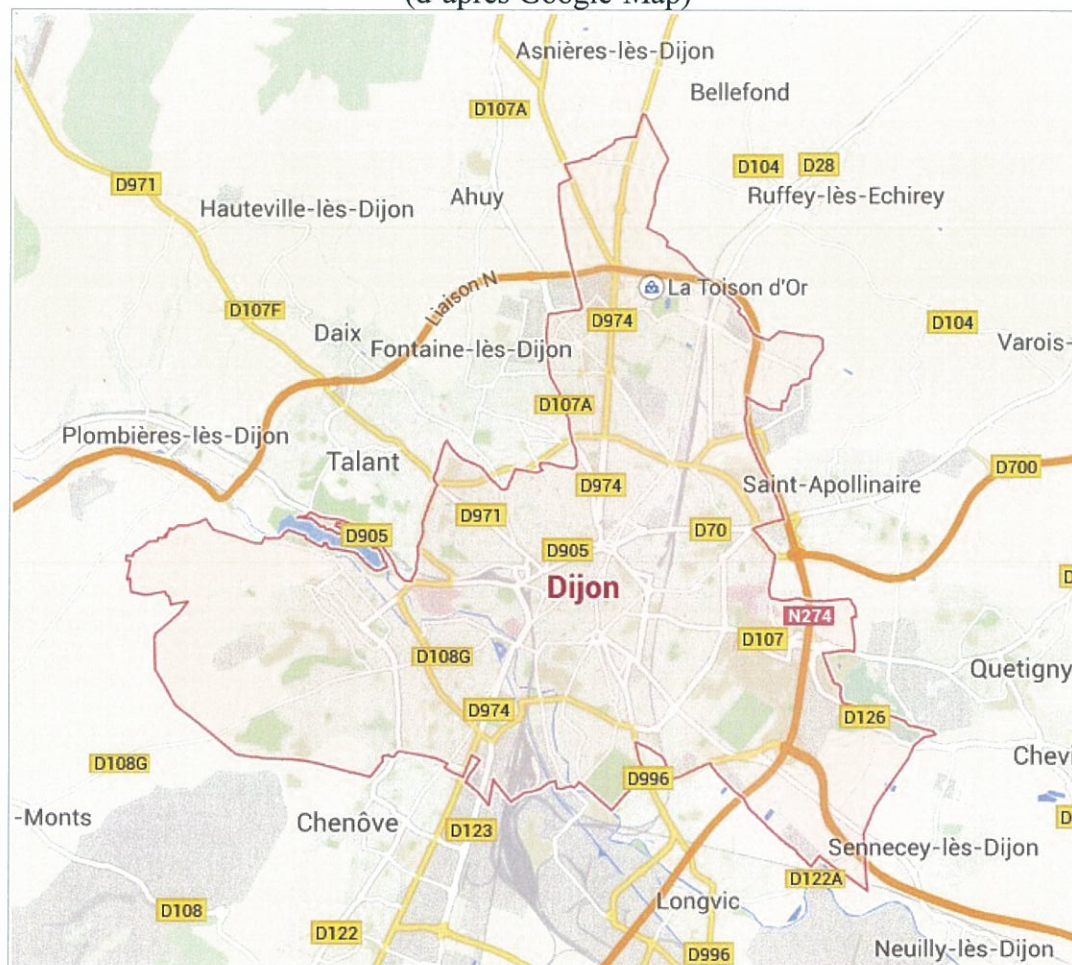 (d'après Google Map)
Asnières-lès-Dijon
Bellefond
D107A
D104
D28
D971
Ahuy
Ruffey-lès-Echirey
Hauteville-lès-Dijon
Liaison N
La Toison d'Or
D107F
D974
D104
Daix
Varois-
Fontaine-lès-Dijon
D107A
Plombières-lès-Dijon
Talant
D700
D974
Saint-Apollinaire
D971
D905
D70
D905
D
Dijon
N274
D107
D108G
Quetigny
D974
D126
D108G
Chevi
D996
-Monts
Chenôve
D123
D
Sennecey-lès-Dijon
D122A
Longvic
D108
D122
D996
Neuilly-lès-Dijon